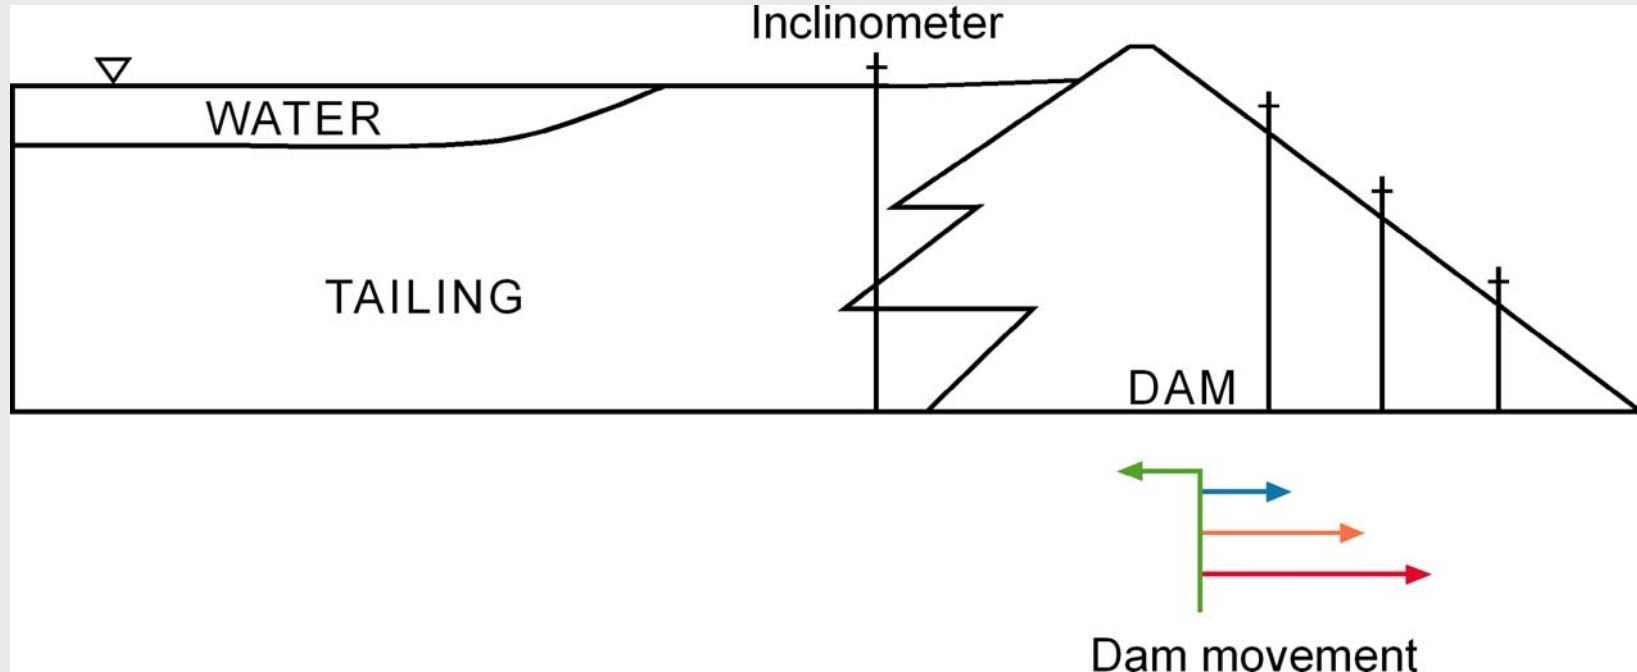 Inclinometer
WATER
TAILING
DAM
Dam movement